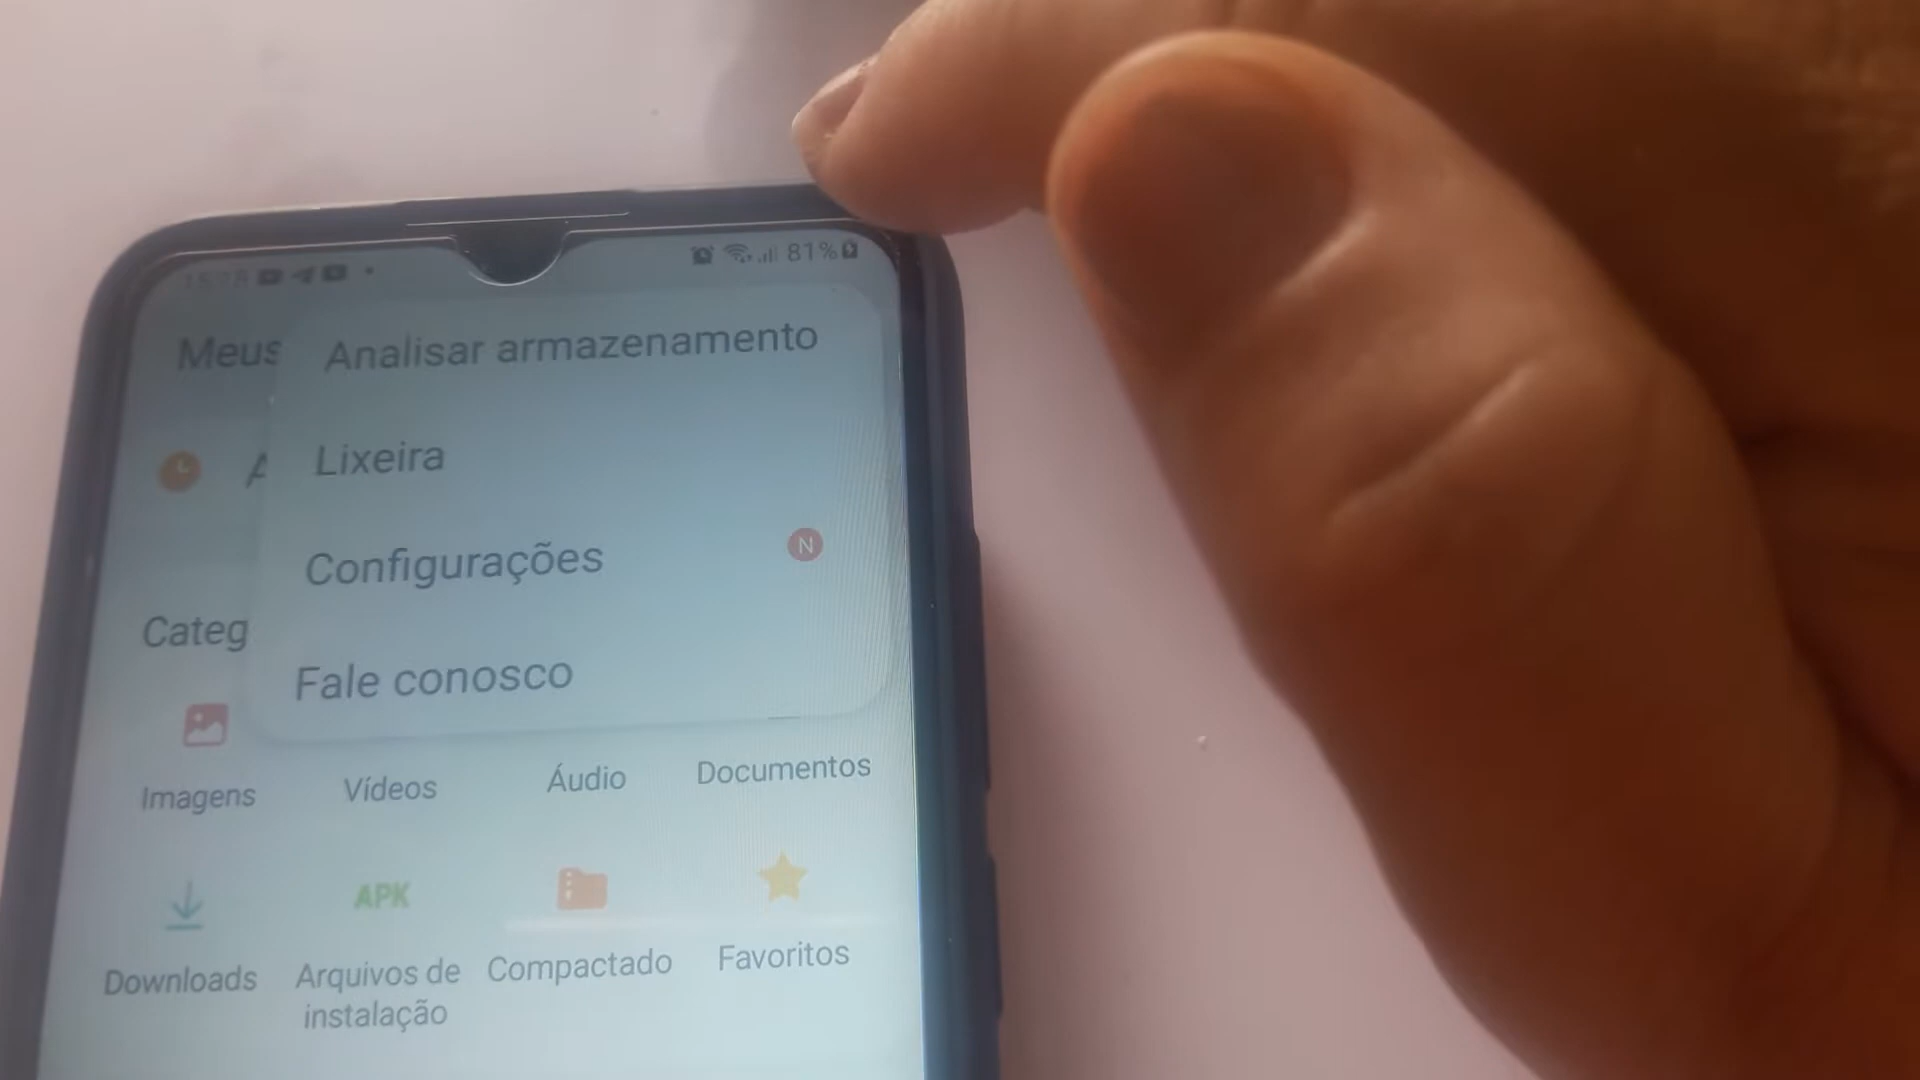 81%
Meus
Analisar armazenamento
A
Lixeira
Configurações
N
Categ
Fale conosco
Imagens
Vídeos
Áudio
Documentos
APK
Downloads
Arquivos de
instalação
Compactado
Favoritos